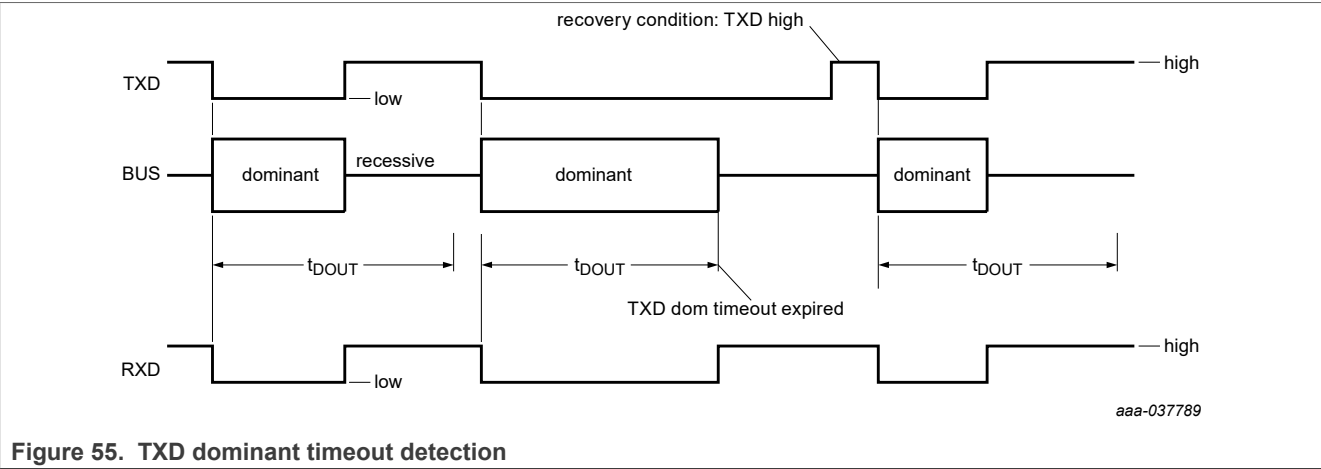 recovery condition: TXD high
TXD
high
low
BUS
dominant
recessive
dominant
dominant
tDOUT
tDOUT
tDOUT
TXD dom timeout expired
RXD
high
low
aaa-037789
Figure 55. TXD dominant timeout detection